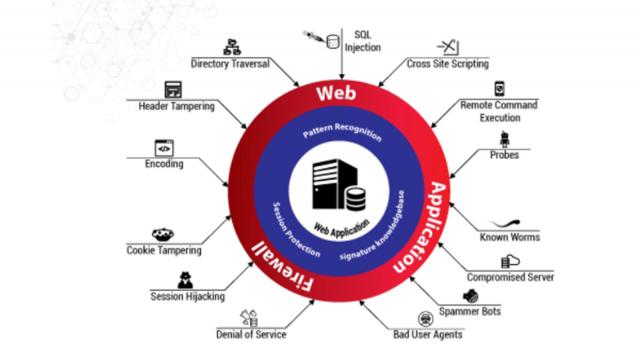 SQL
Injection
Directory Traversal
Cross Site Scripting
Header Tampering
Remote Command
Execution
Encoding
Probes
Cookie Tampering
Known Worms
Session Hijacking
Compromised Server
Denial of Service
Spammer Bots
Bad User Agents
Web
Application
Firewall
Pattern Recognition
Session Protection
signature knowledgebase
Web Application